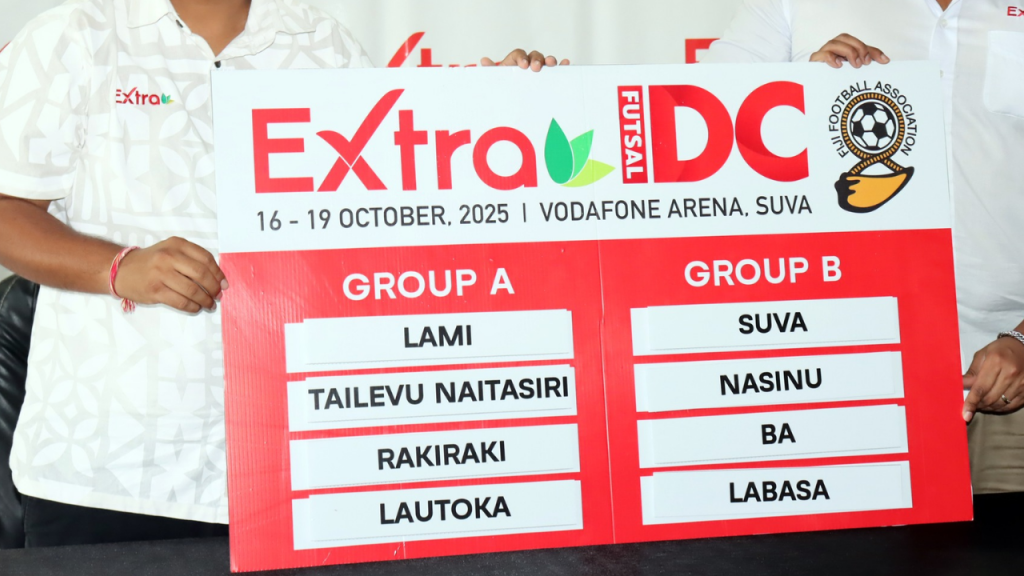 Extra
Extra FUTSAL IDC
FIJI FOOTBALL ASSOCIATION
16 - 19 OCTOBER, 2025 | VODAFONE ARENA, SUVA
GROUP A
LAMI
TAILEVU NAITASIRI
RAKIRAKI
LAUTOKA
GROUP B
SUVA
NASINU
BA
LABASA